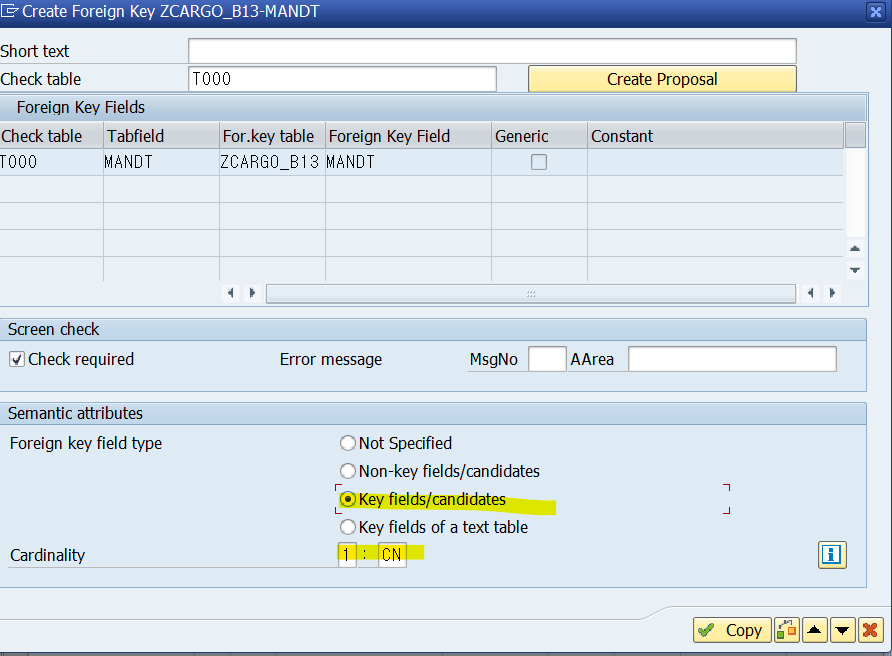 Create Foreign Key ZCARGO_B13-MANDT
Short text
Check table T000 Create Proposal
Foreign Key Fields
Check table Tabfield For.key table Foreign Key Field Generic Constant
T000 MANDT ZCARGO_B13 MANDT
Screen check
Check required Error message MsgNo AArea
Semantic attributes
Foreign key field type Not Specified
Non-key fields/candidates
Key fields/candidates
Key fields of a text table
Cardinality 1 : CN
Copy